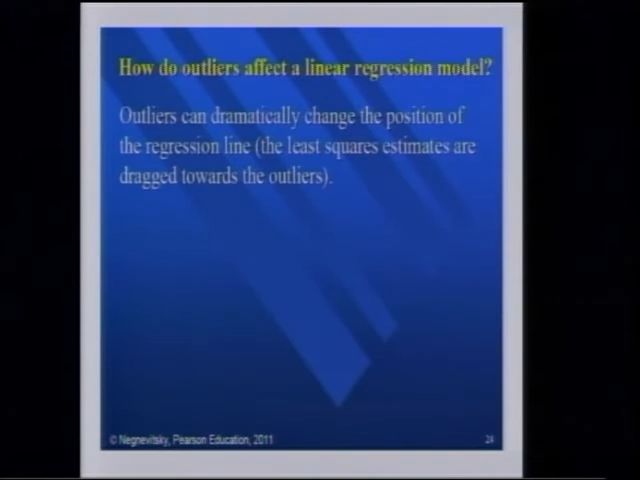 How do outliers affect a linear regression model?
Outliers can dramatically change the position of
the regression line (the least squares estimates are
dragged towards the outliers).
© Negnevitsky, Pearson Education, 2011
24